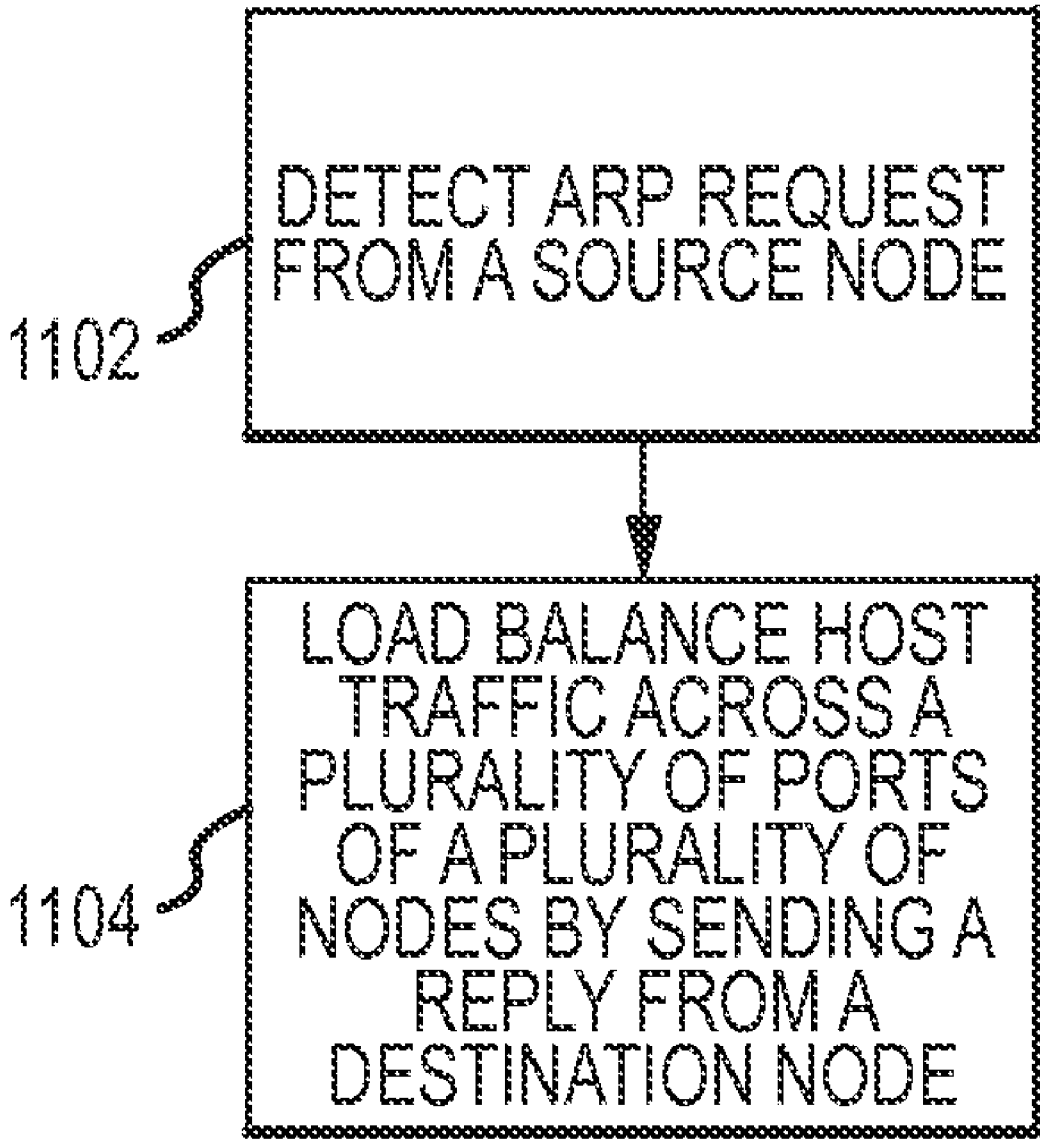 DETECT ARP REQUEST
FROM A SOURCE NODE
1102
LOAD BALANCE HOST
TRAFFIC ACROSS A
PLURALITY OF PORTS
OF A PLURALITY OF
NODES BY SENDING A
REPLY FROM A
DESTINATION NODE
1104